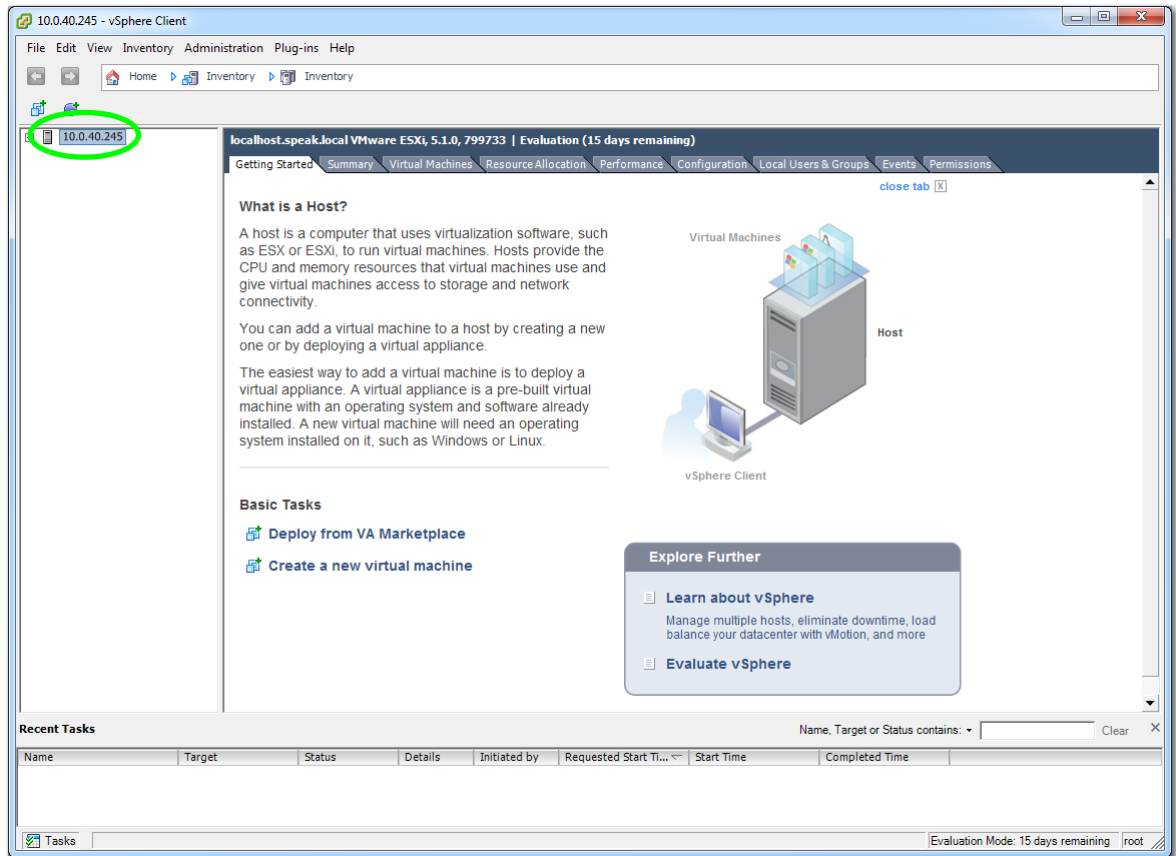 10.0.40.245 - vSphere Client
File Edit View Inventory Administration Plug-ins Help
Home Inventory Inventory
10.0.40.245
localhost.speak.local VMware ESXi, 5.1.0, 799733 | Evaluation (15 days remaining)
Getting Started Summary Virtual Machines Resource Allocation Performance Configuration Local Users & Groups Events Permissions
close tab X
What is a Host?
A host is a computer that uses virtualization software, such
as ESX or ESXi, to run virtual machines. Hosts provide the
CPU and memory resources that virtual machines use and
give virtual machines access to storage and network
connectivity.
You can add a virtual machine to a host by creating a new
one or by deploying a virtual appliance.
The easiest way to add a virtual machine is to deploy a
virtual appliance. A virtual appliance is a pre-built virtual
machine with an operating system and software already
installed. A new virtual machine will need an operating
system installed on it, such as Windows or Linux.
Virtual Machines
Host
vSphere Client
Basic Tasks
Deploy from VA Marketplace
Create a new virtual machine
Explore Further
Learn about vSphere
Manage multiple hosts, eliminate downtime, load
balance your datacenter with vMotion, and more
Evaluate vSphere
Recent Tasks
Name, Target or Status contains:
Clear
Name Target Status Details Initiated by Requested Start Ti... Start Time Completed Time
Tasks
Evaluation Mode: 15 days remaining root